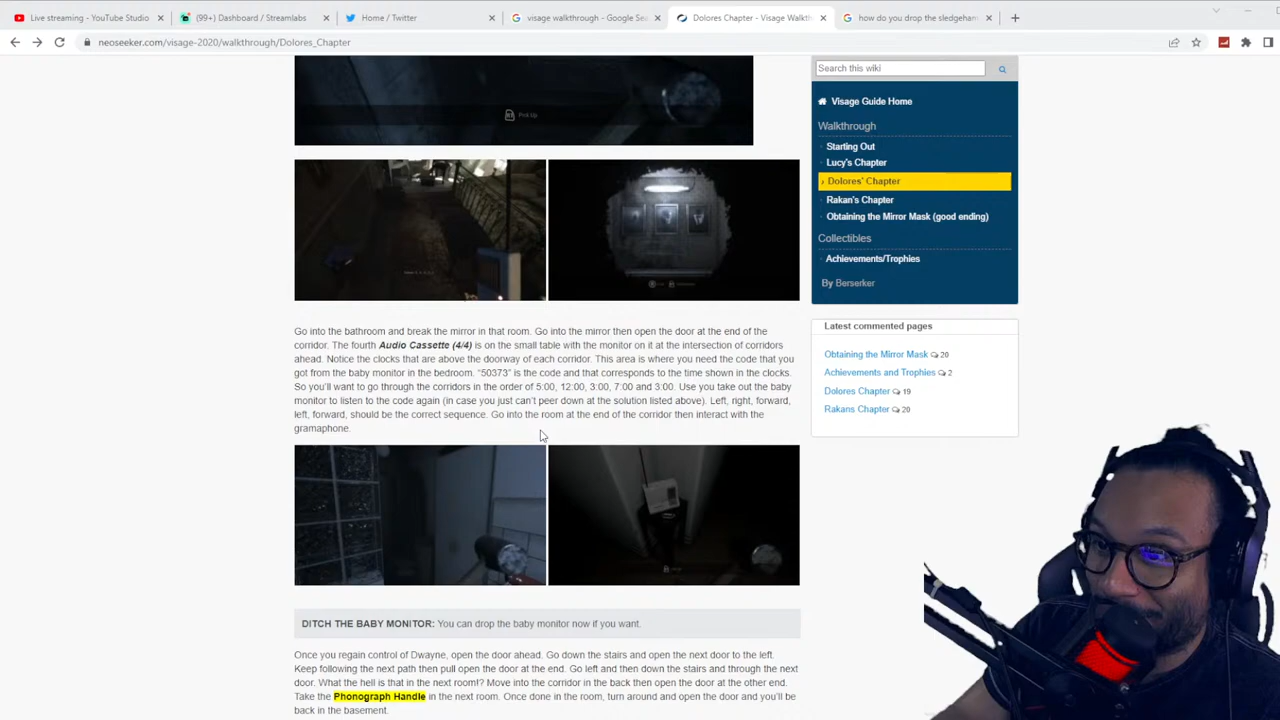 Live streaming - YouTube Studio
(99+) Dashboard / Streamlabs
Home / Twitter
visage walkthrough - Google Sea
Dolores Chapter - Visage Walkth
how do you drop the sledgeham
neoseeker.com/visage-2020/walkthrough/Dolores_Chapter
Pick Up
Search this wiki
Visage Guide Home
Walkthrough
Starting Out
Lucy's Chapter
› Dolores' Chapter
Rakan's Chapter
Obtaining the Mirror Mask (good ending)
Collectibles
Achievements/Trophies
By Berserker
Latest commented pages
Obtaining the Mirror Mask 20
Achievements and Trophies 2
Dolores Chapter 19
Rakans Chapter 20
Go into the bathroom and break the mirror in that room. Go into the mirror then open the door at the end of the
corridor. The fourth Audio Cassette (4/4) is on the small table with the monitor on it at the intersection of corridors
ahead. Notice the clocks that are above the doorway of each corridor. This area is where you need the code that you
got from the baby monitor in the bedroom. "50373" is the code and that corresponds to the time shown in the clocks.
So you'll want to go through the corridors in the order of 5:00, 12:00, 3:00, 7:00 and 3:00. Use you take out the baby
monitor to listen to the code again (in case you just can't peer down at the solution listed above). Left, right, forward,
left, forward, should be the correct sequence. Go into the room at the end of the corridor then interact with the
gramaphone.
DITCH THE BABY MONITOR: You can drop the baby monitor now if you want.
Once you regain control of Dwayne, open the door ahead. Go down the stairs and open the next door to the left.
Keep following the next path then pull open the door at the end. Go left and then down the stairs and through the next
door. What the hell is that in the next room!? Move into the corridor in the back then open the door at the other end.
Take the Phonograph Handle in the next room. Once done in the room, turn around and open the door and you'll be
back in the basement.